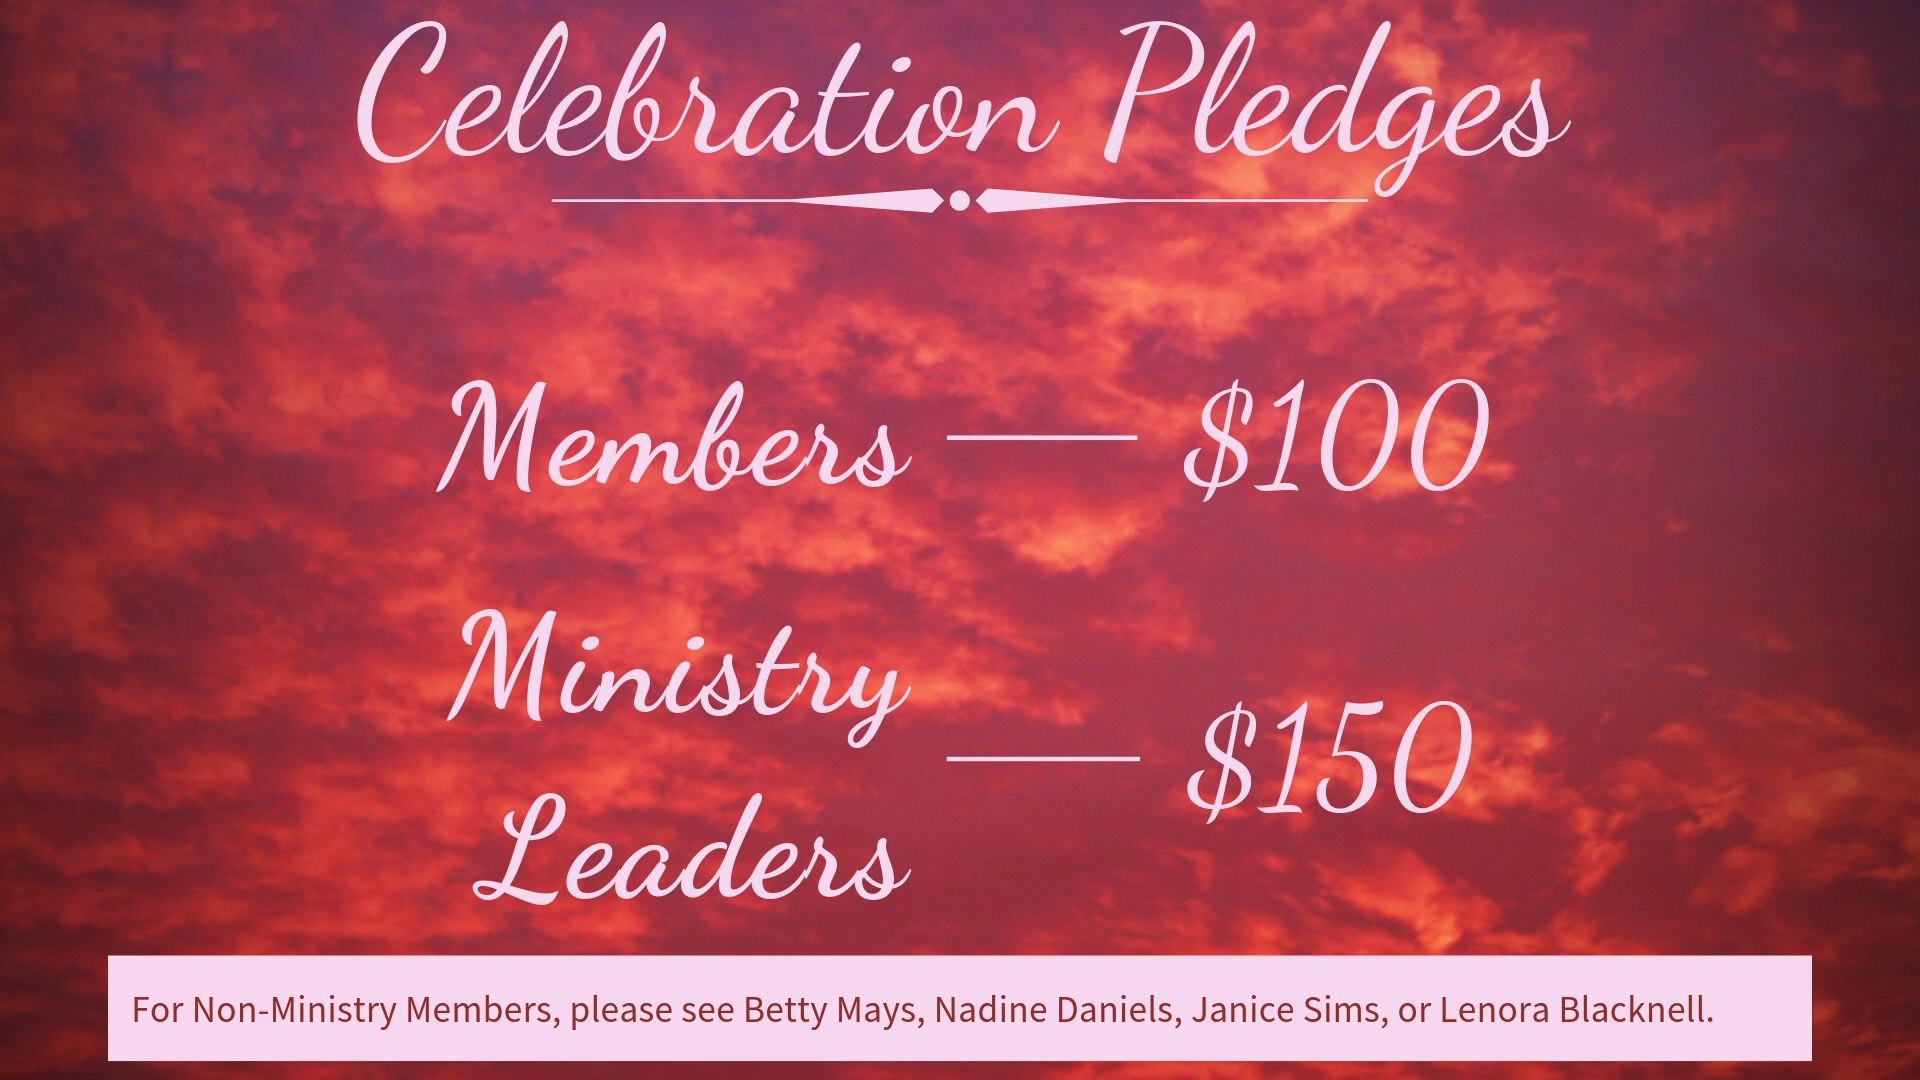 Celebration Pledges
Members — $100
Ministry
Leaders — $150
For Non-Ministry Members, please see Betty Mays, Nadine Daniels, Janice Sims, or Lenora Blacknell.